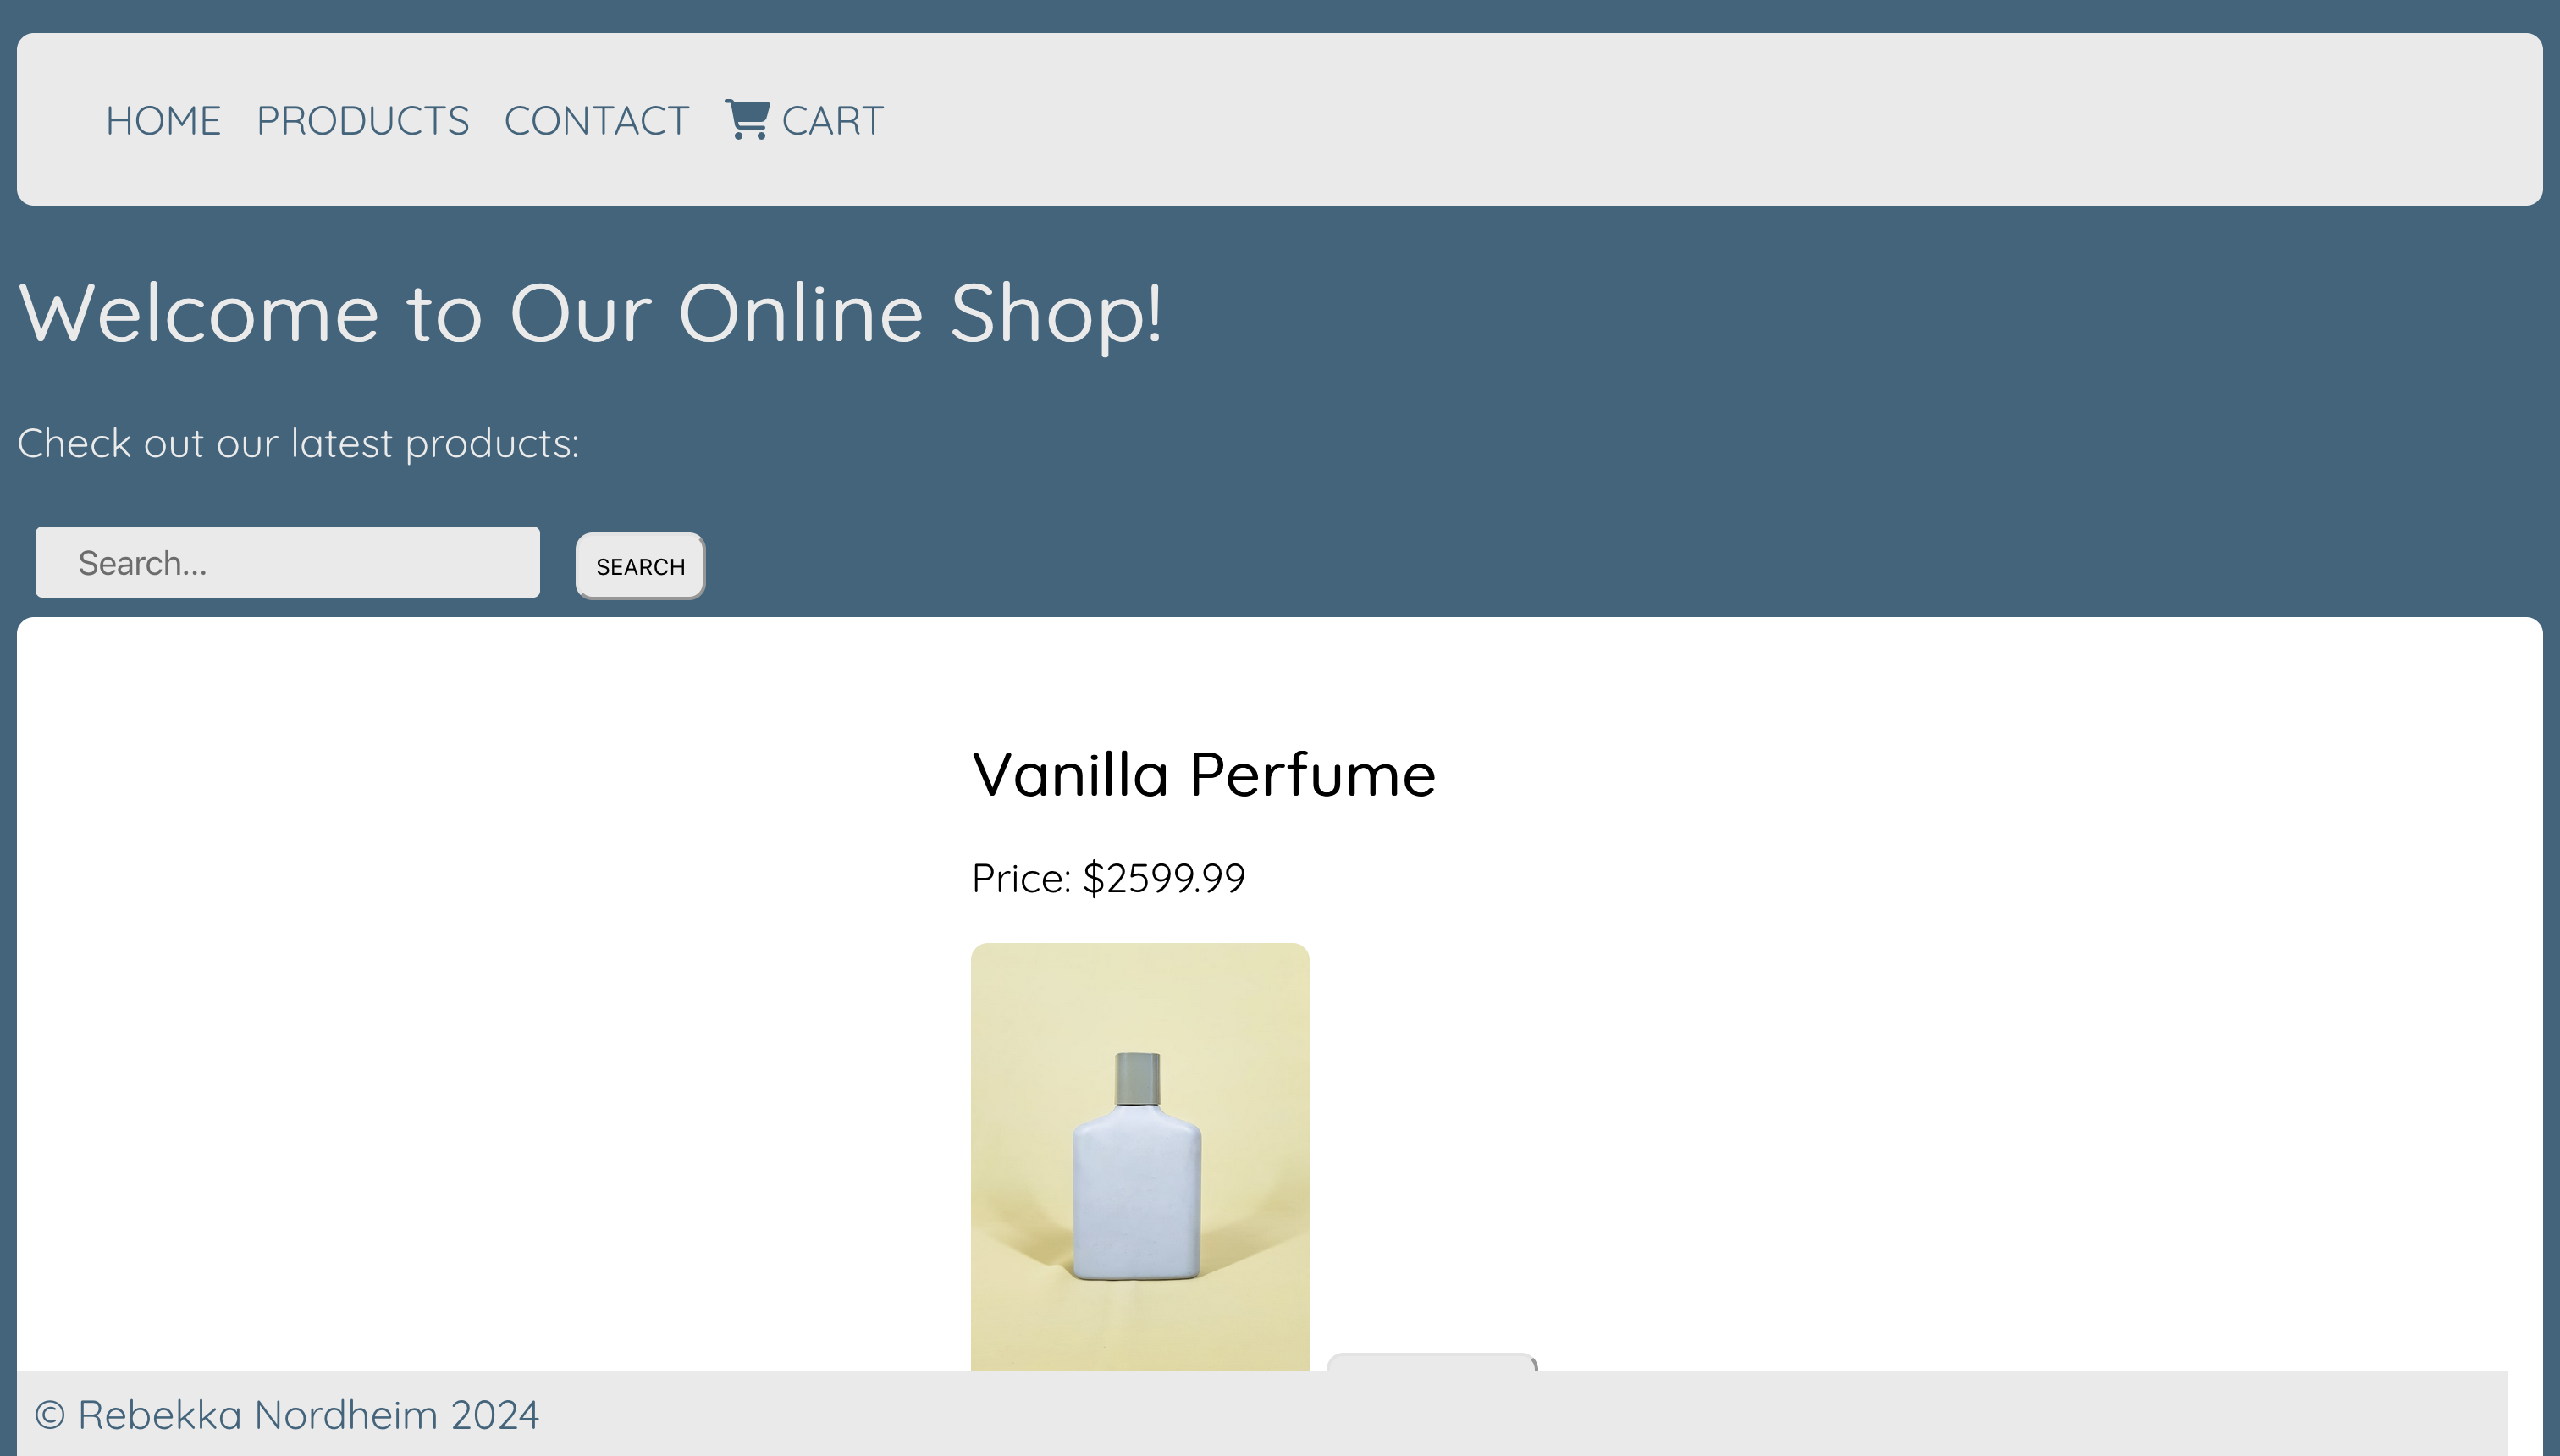 HOME PRODUCTS CONTACT CART
Welcome to Our Online Shop!
Check out our latest products:
Search... SEARCH
Vanilla Perfume
Price: $2599.99
© Rebekka Nordheim 2024